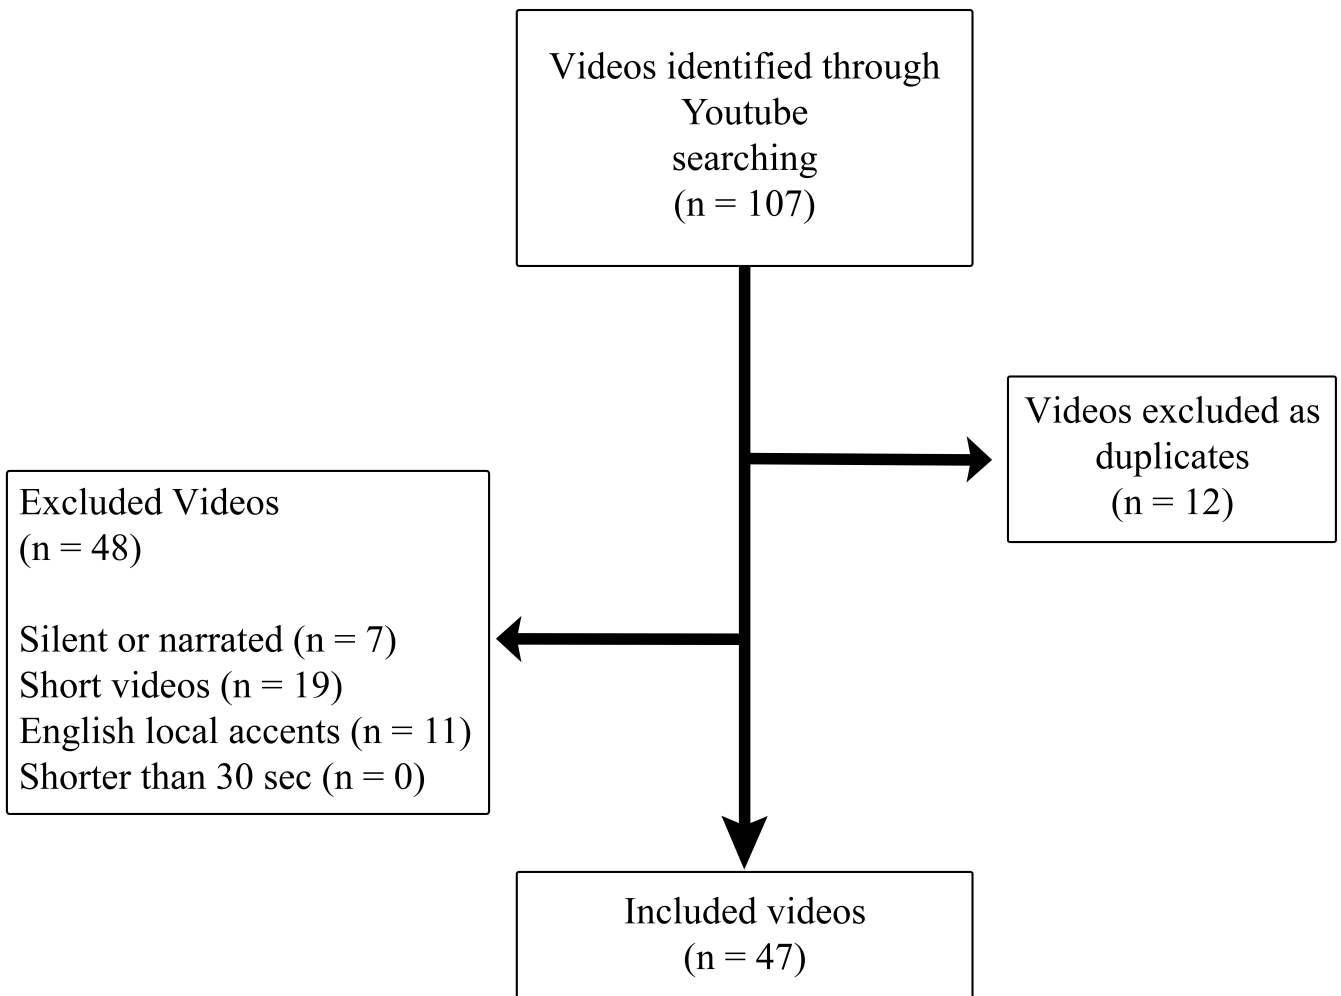 Videos identified through
Youtube
searching
(n = 107)
Videos excluded as
duplicates
(n = 12)
Excluded Videos
(n = 48)
Silent or narrated (n = 7)
Short videos (n = 19)
English local accents (n = 11)
Shorter than 30 sec (n = 0)
Included videos
(n = 47)